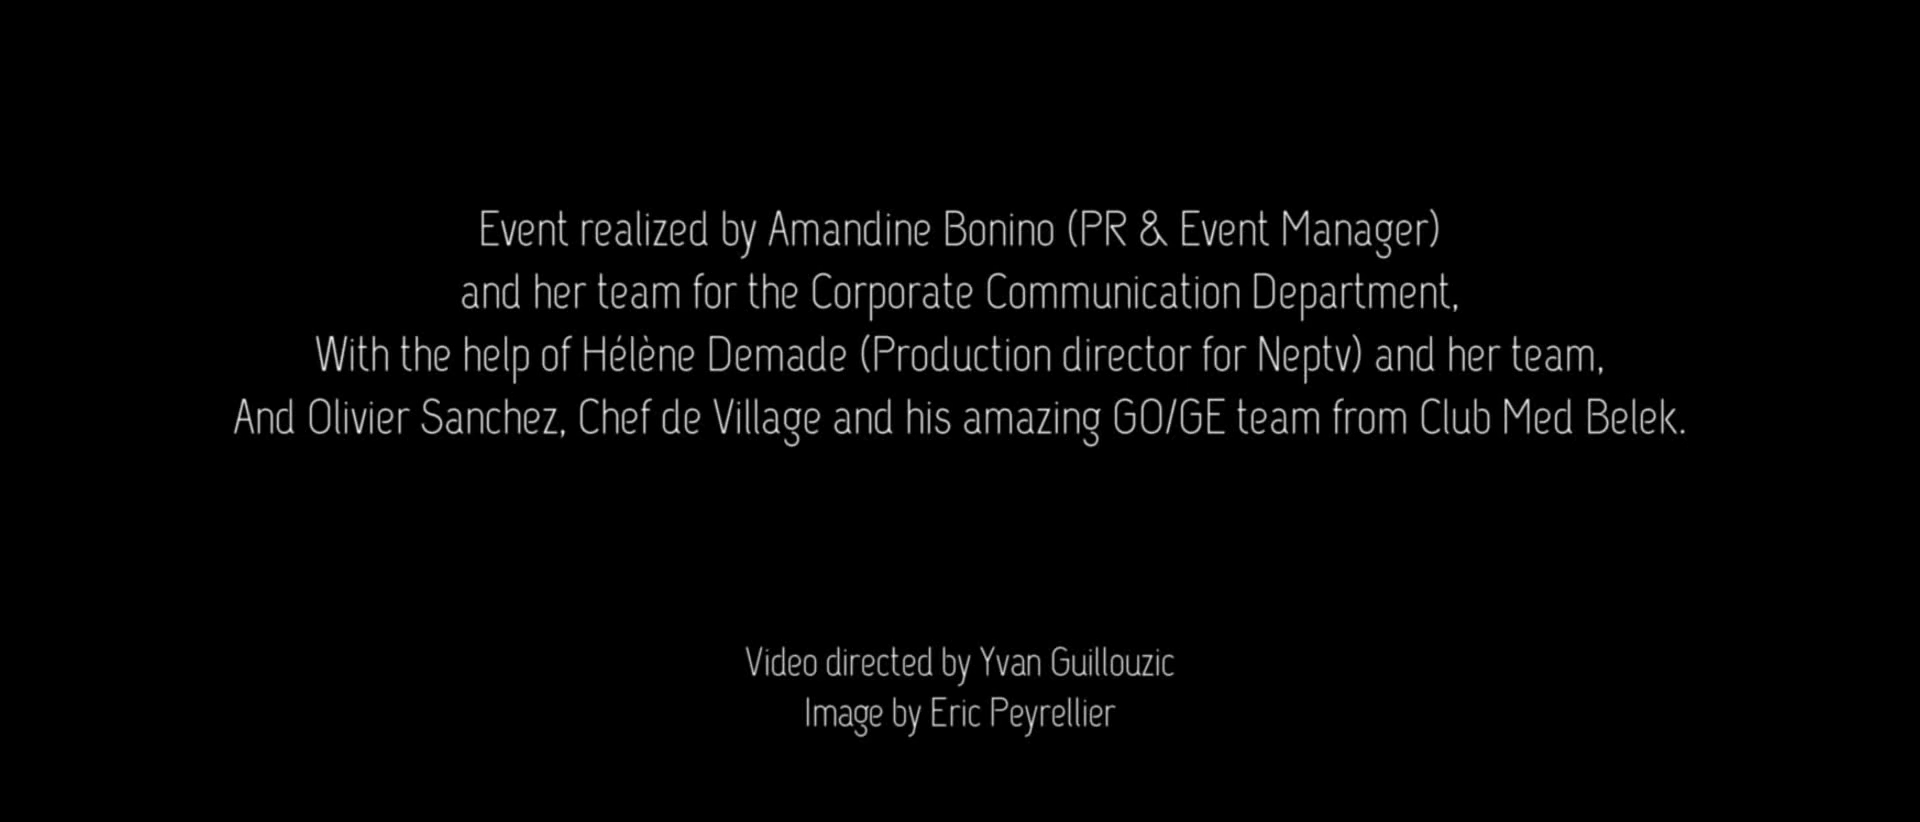 Event realized by Amandine Bonino (PR & Event Manager)
and her team for the Corporate Communication Department,
With the help of Hélène Demade (Production director for Neptv) and her team,
And Olivier Sanchez, Chef de Village and his amazing GO/GE team from Club Med Belek.
Video directed by Yvan Guillouzic
Image by Eric Peyrellier